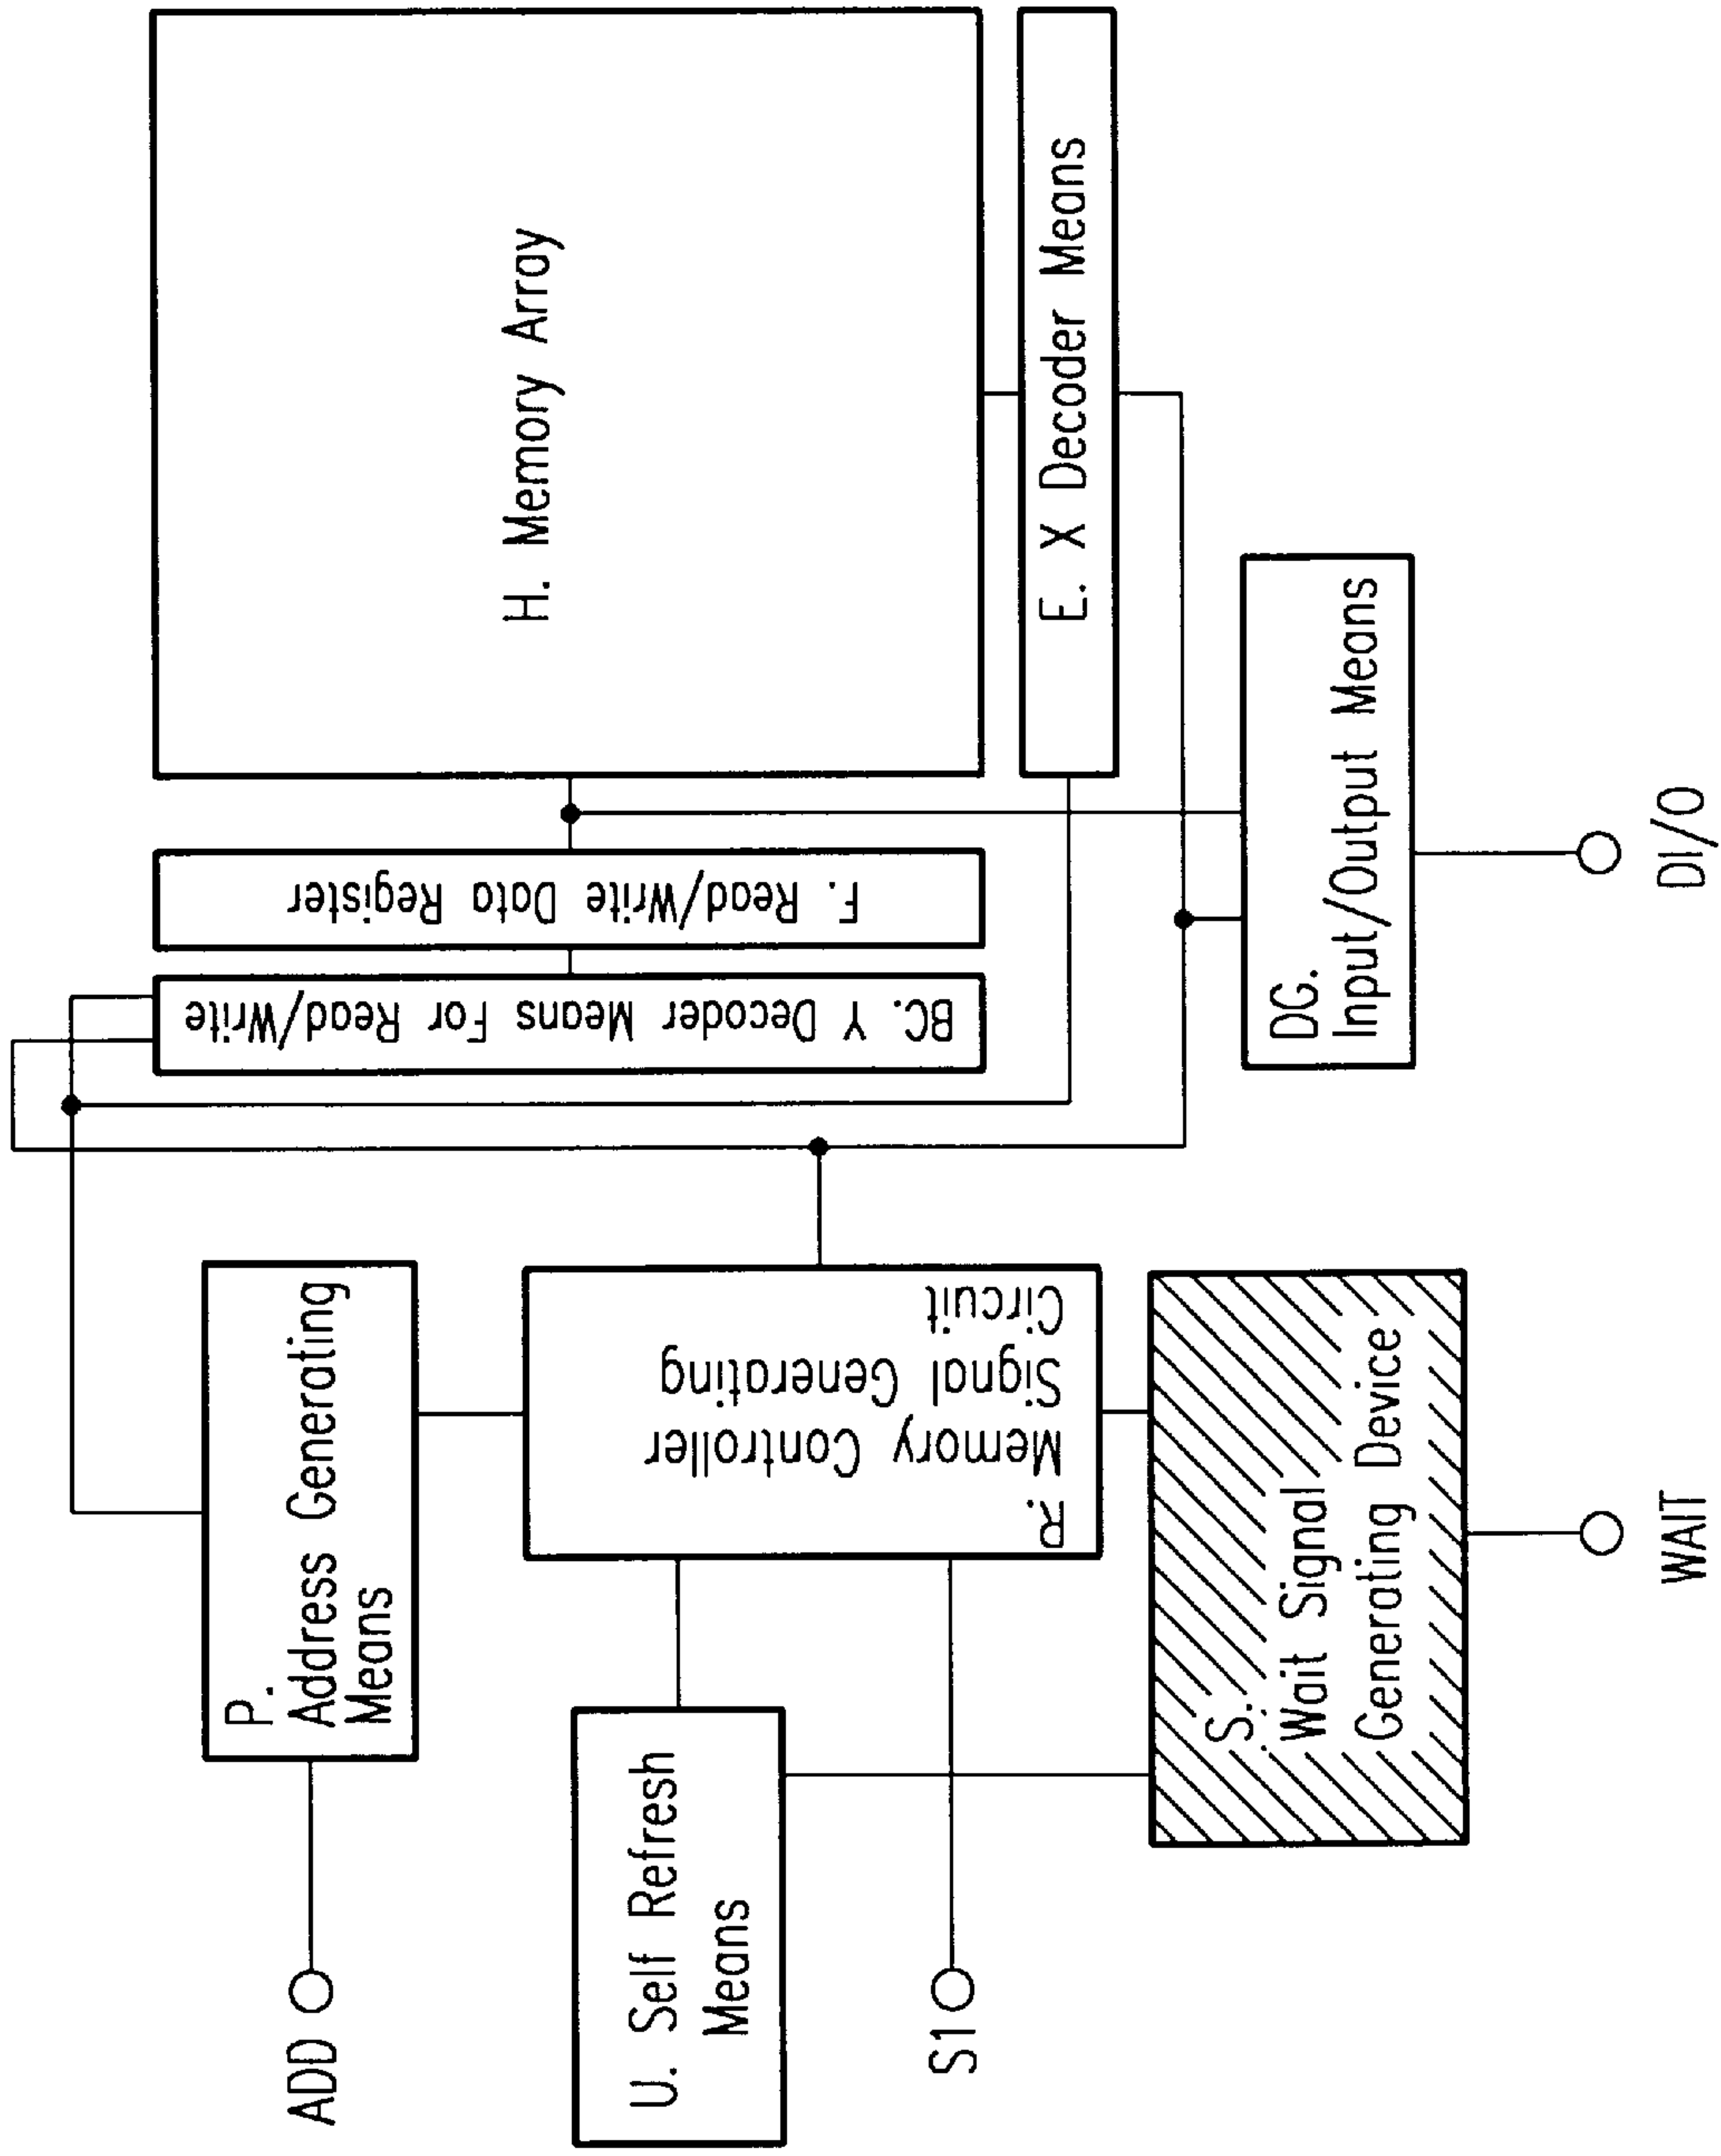 ADD
P.
Address Generating
Means
U. Self Refresh
Means
S1
R.
Memory Controller
Signal Generating
Circuit
S.
Wait Signal
Generating Device
WAIT
BC. Y Decoder Means For Read/Write
F. Read/Write Data Register
H. Memory Array
E. X Decoder Means
DG.
Input/Output Means
DI/O